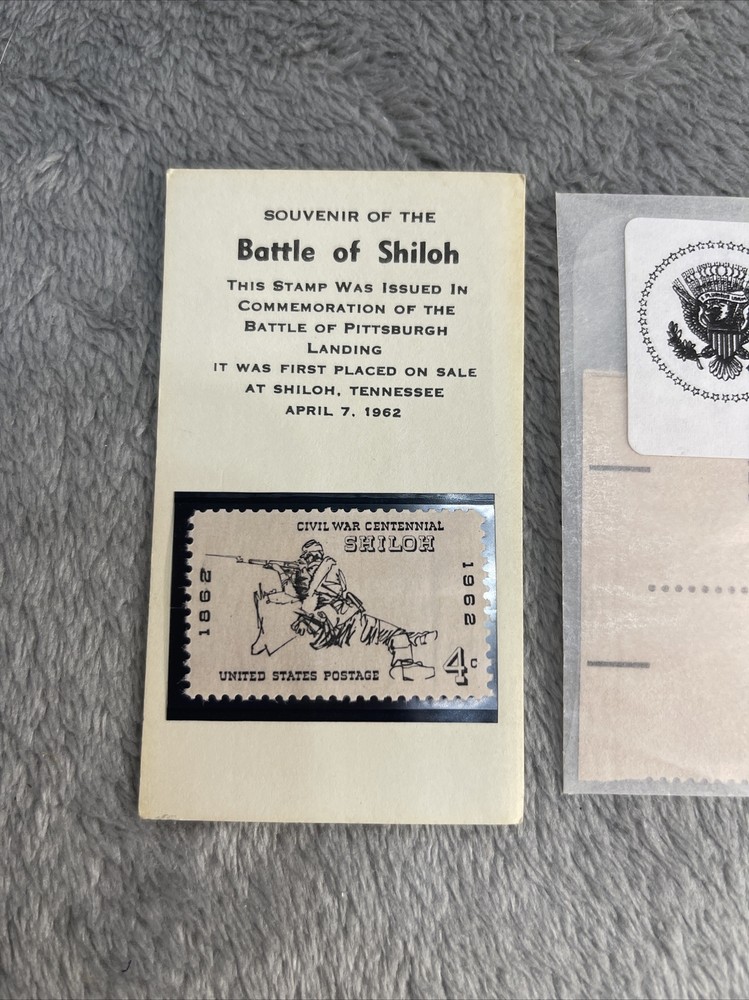 SOUVENIR OF THE
Battle of Shiloh
THIS STAMP WAS ISSUED IN
COMMEMORATION OF THE
BATTLE OF PITTSBURGH
LANDING
IT WAS FIRST PLACED ON SALE
AT SHILOH, TENNESSEE
APRIL 7, 1962
CIVIL WAR CENTENNIAL
SHILOH
1862
1962
UNITED STATES POSTAGE
4c